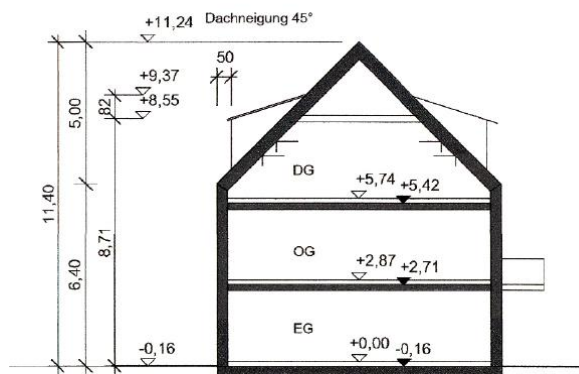 +11,24 Dachneigung 45°
50
+9,37
+8,55
82
5,00
11,40
8,71
6,40
DG
+5,74 +5,42
OG
+2,87 +2,71
EG
-0,16 +0,00 -0,16